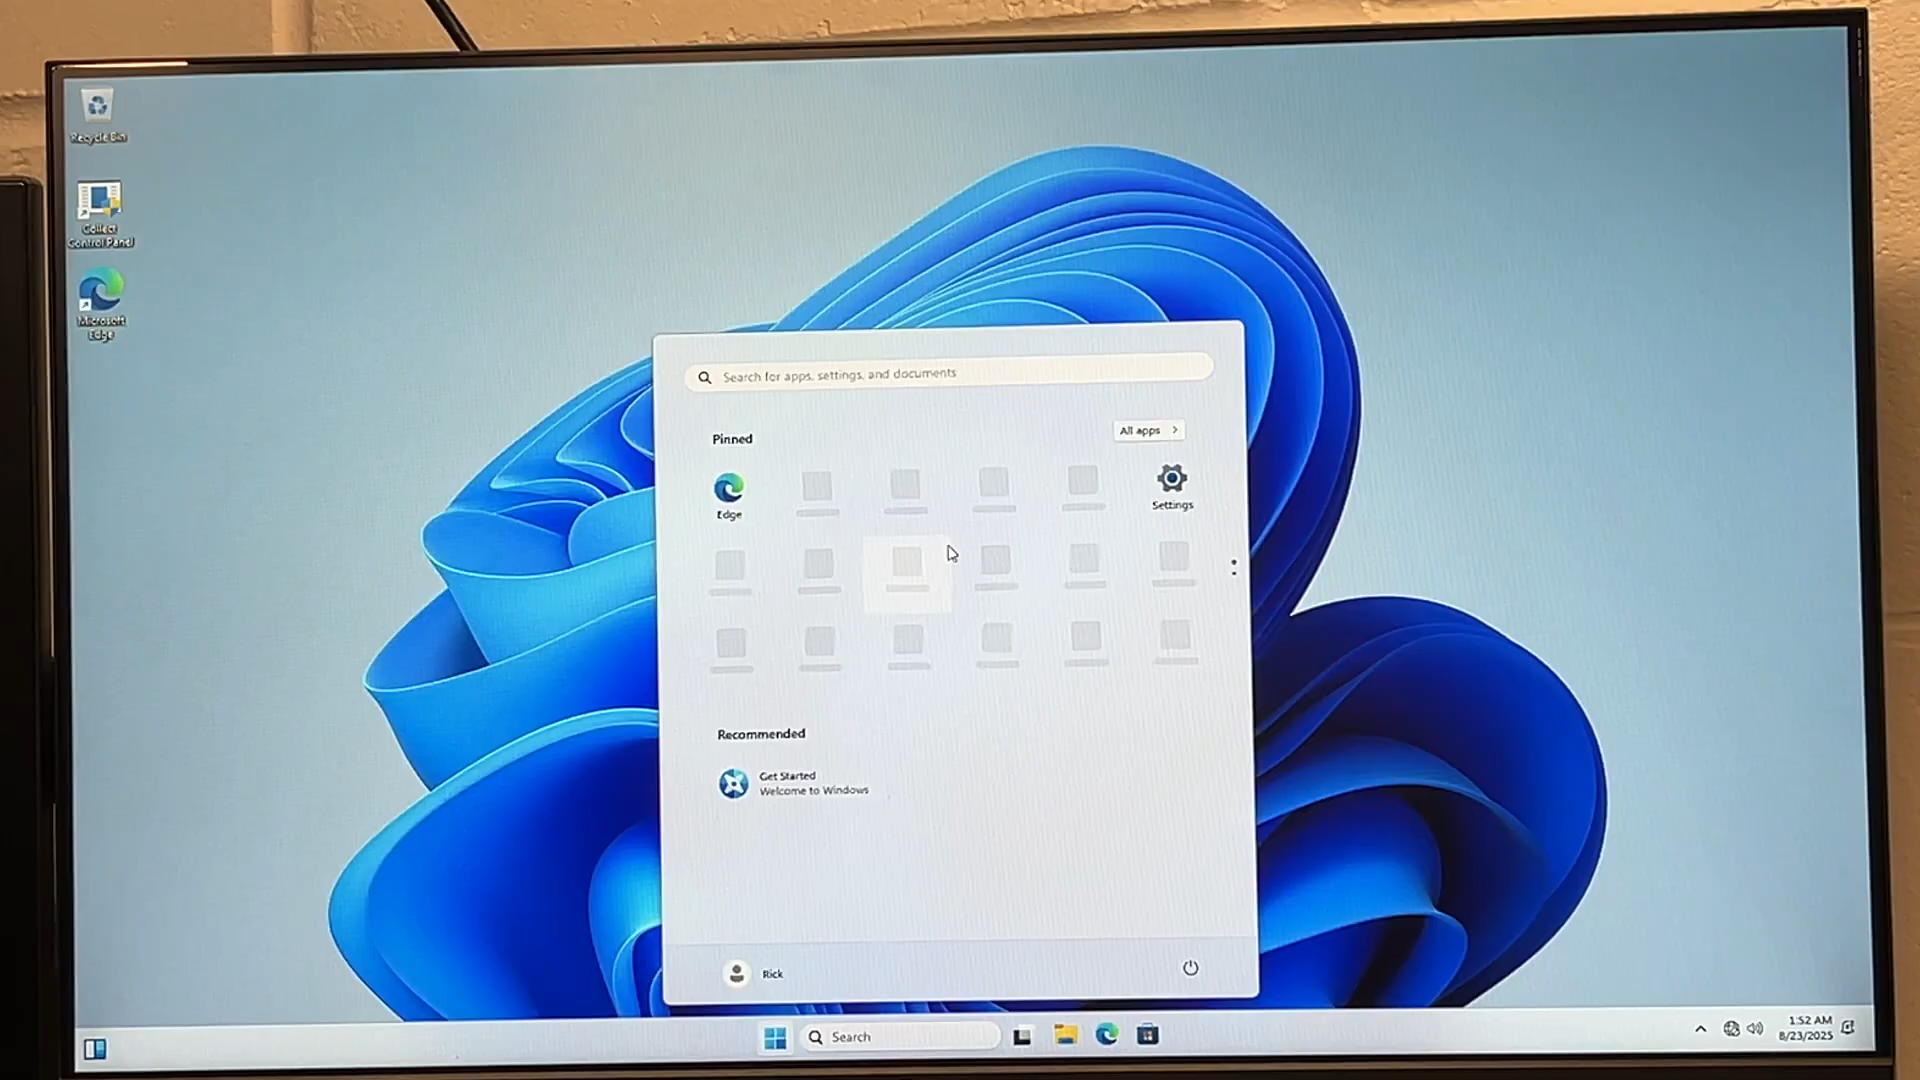 Recycle Bin
Collect
Control Panel
Microsoft
Edge
Search for apps, settings, and documents
Pinned
All apps
Edge
Settings
Recommended
Get Started
Welcome to Windows
Rick
Search
1:52 AM
8/23/2025